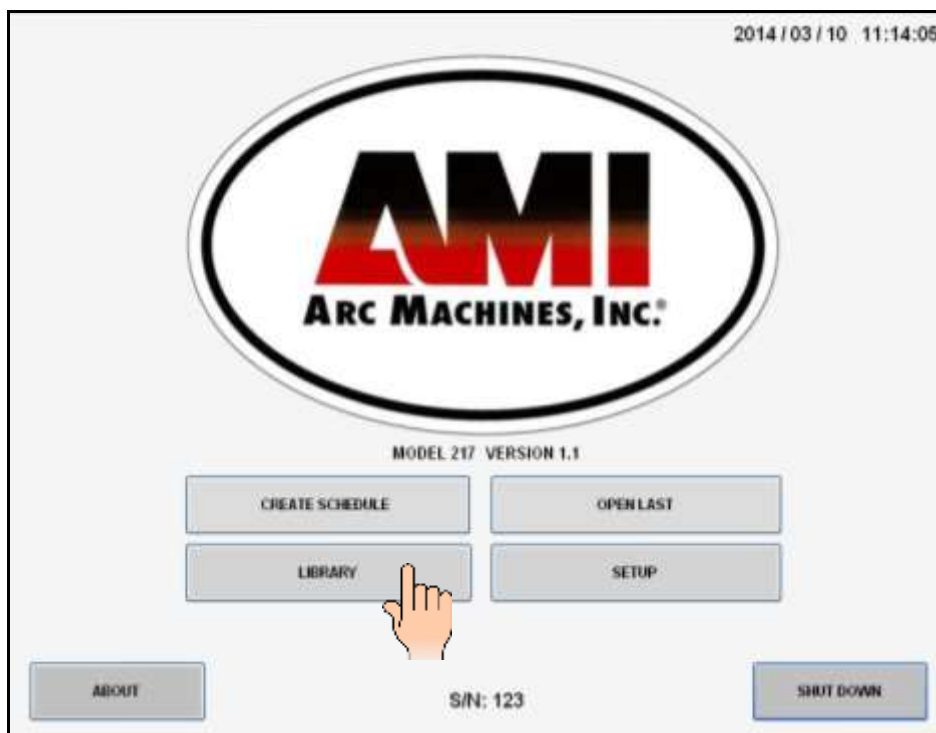 2014 / 03 / 10 11:14:05
AMI
ARC MACHINES, INC.®
MODEL 217 VERSION 1.1
CREATE SCHEDULE
OPEN LAST
LIBRARY
SETUP
ABOUT
S/N: 123
SHUT DOWN